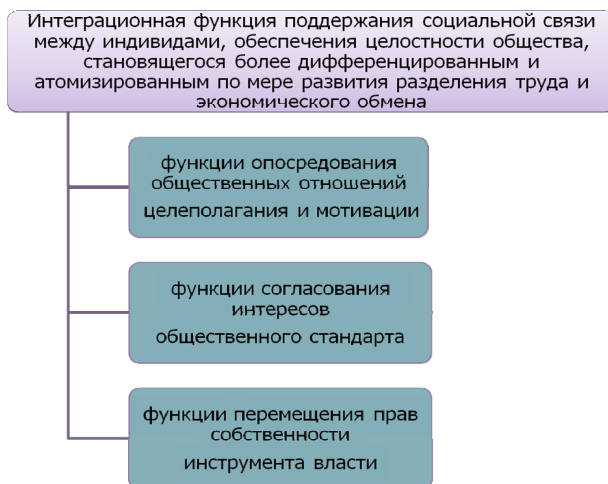 Интеграционная функция поддержания социальной связи
между индивидами, обеспечения целостности общества,
становящегося более дифференцированным и
атомизированным по мере развития разделения труда и
экономического обмена
функции опосредования
общественных отношений
целеполагания и мотивации
функции согласования
интересов
общественного стандарта
функции перемещения прав
собственности
инструмента власти